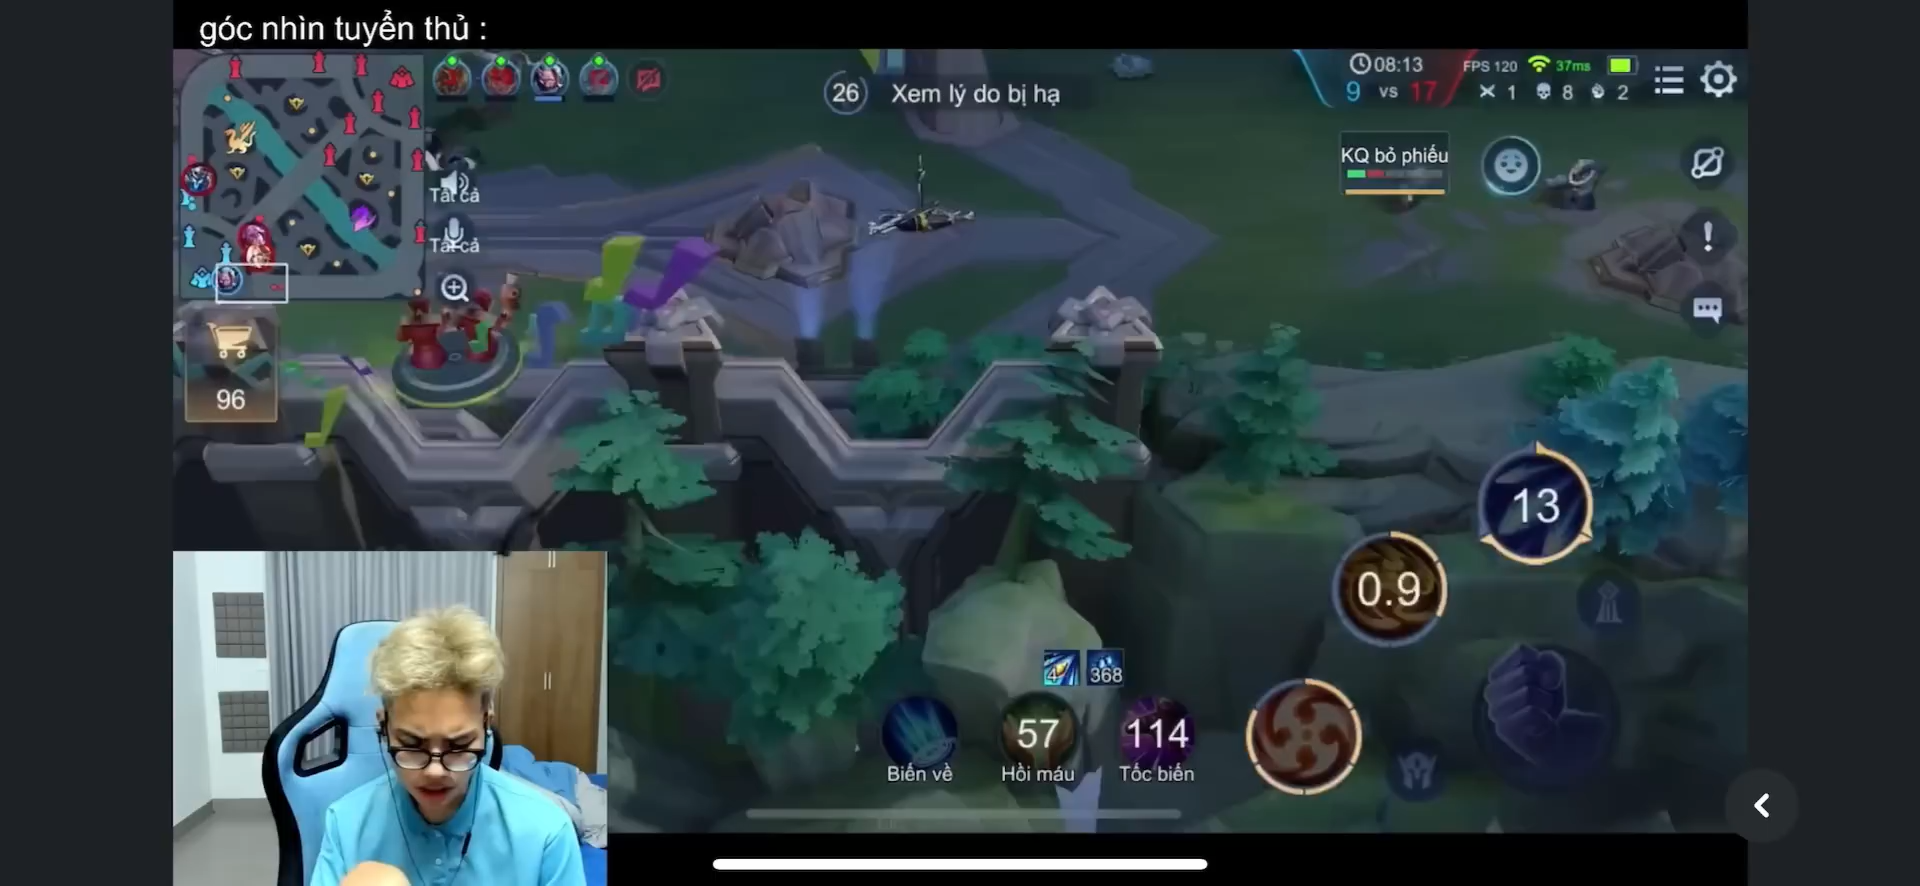 góc nhìn tuyển thủ :
26 Xem lý do bị hạ
08:13 FPS 120 37ms
9 vs 17 1 8 2
KQ bỏ phiếu
Tất cả
Tất cả
96
13
0.9
4 368
57 114
Biến về Hồi máu Tốc biến